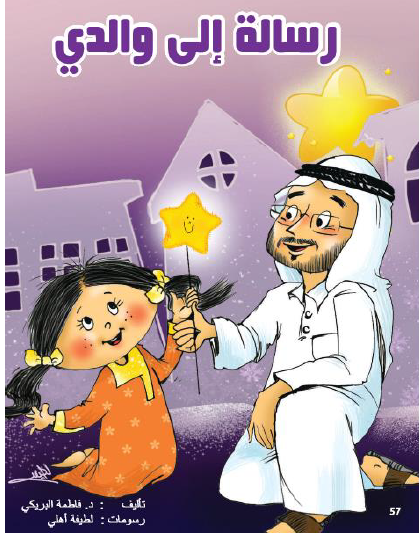 رسالة إلى والدي
تأليف : د. فاطمة البريكي
رسومات : لطيفة أهلي
57